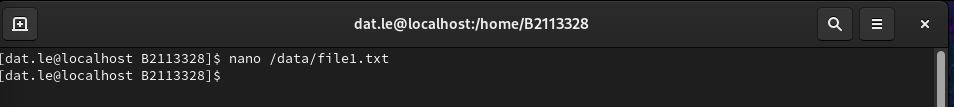 dat.le@localhost:/home/B2113328
[dat.le@localhost B2113328]$ nano /data/file1.txt
[dat.le@localhost B2113328]$